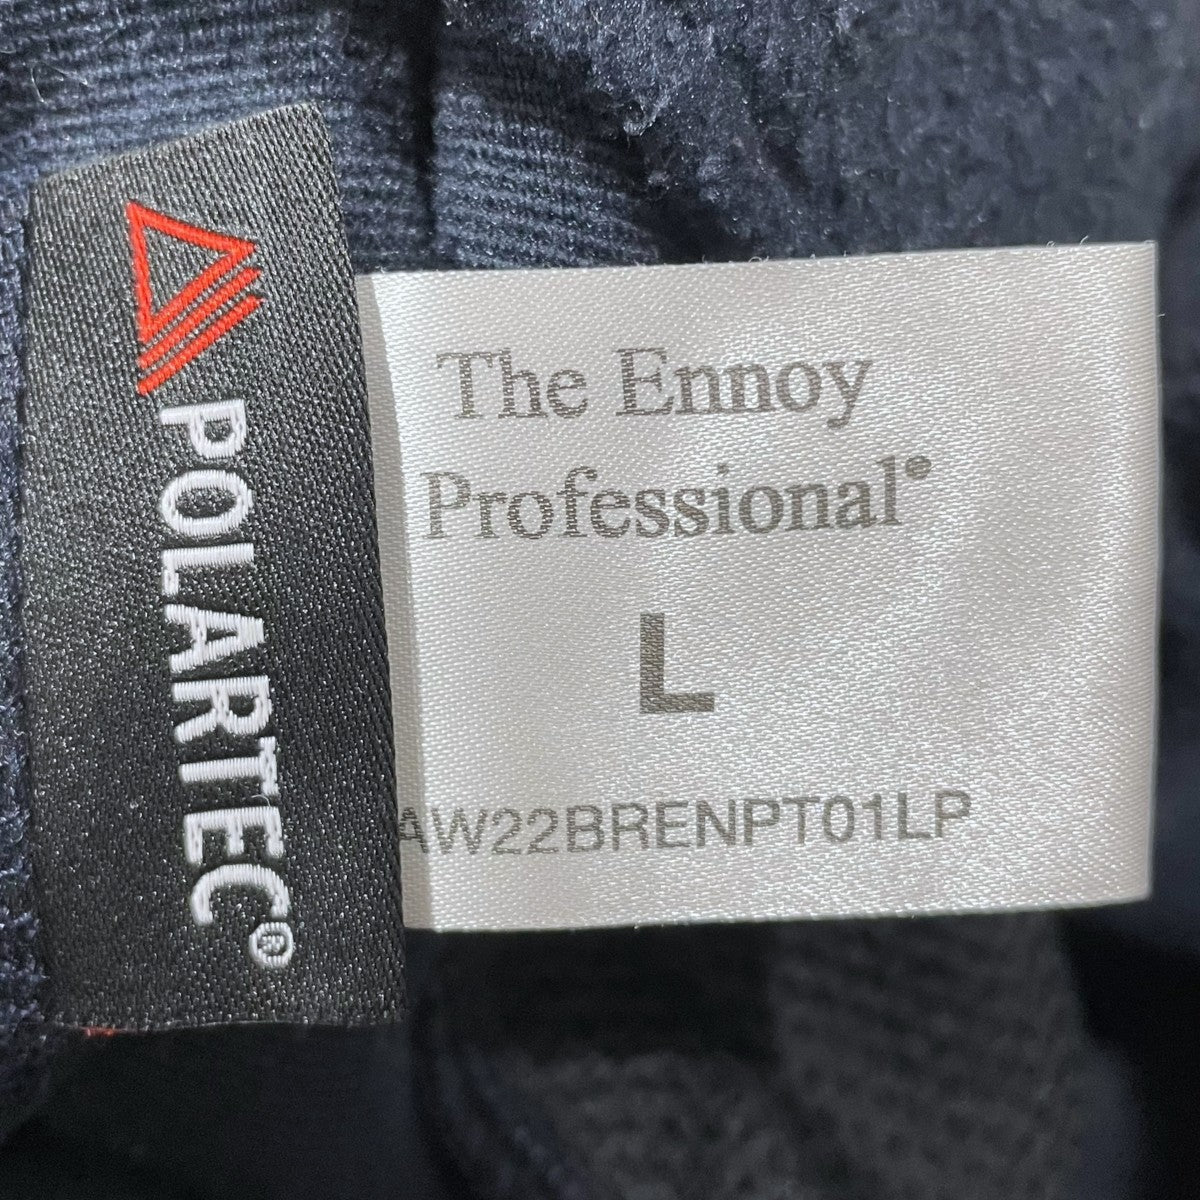 POLARTEC®
The Ennoy
Professional®
L
AW22BRENPT01LP